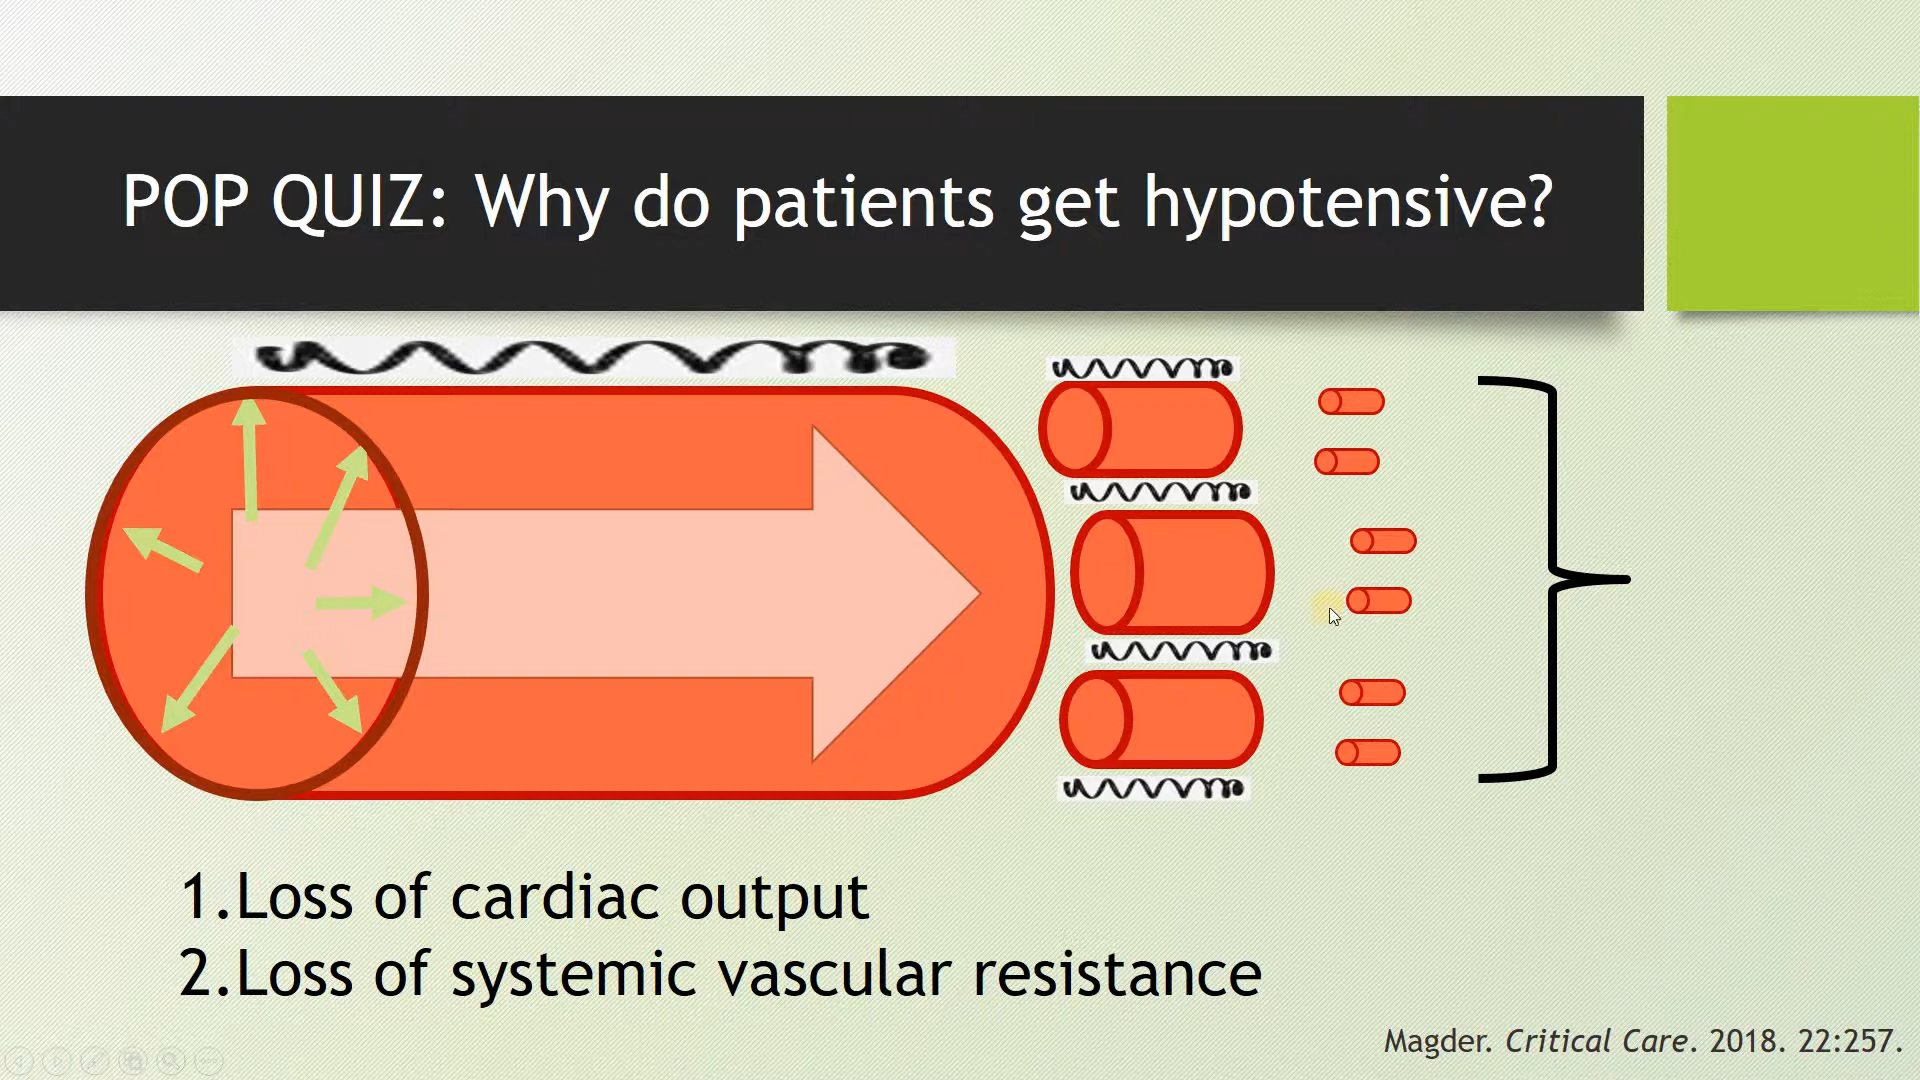 POP QUIZ: Why do patients get hypotensive?
1.Loss of cardiac output
2.Loss of systemic vascular resistance
Magder. Critical Care. 2018. 22:257.